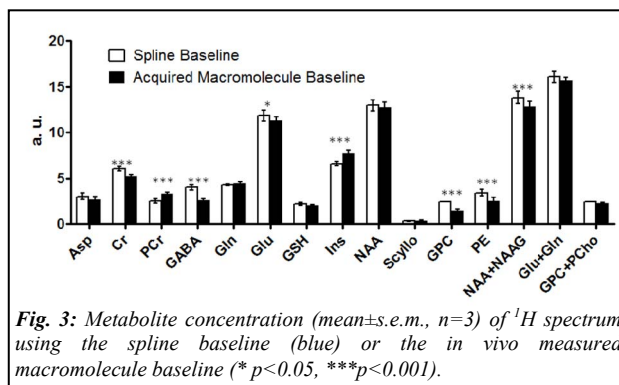 20
15
10
5
0
a. u.
Spline Baseline
Acquired Macromolecule Baseline
***
***
***
*
***
***
***
***
Asp
Cr
PCr
GABA
Gln
Glu
GSH
Ins
NAA
Scyllo
GPC
PE
NAA+NAAG
Glu+Gln
GPC+PCho
Fig. 3: Metabolite concentration (mean±s.e.m., n=3) of ¹H spectrum
using the spline baseline (blue) or the in vivo measured
macromolecule baseline (* p<0.05, ***p<0.001).